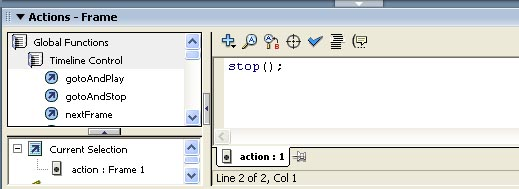 Actions - Frame
Global Functions
Timeline Control
gotoAndPlay
gotoAndStop
nextFrame
Current Selection
action : Frame 1
stop();
action : 1
Line 2 of 2, Col 1